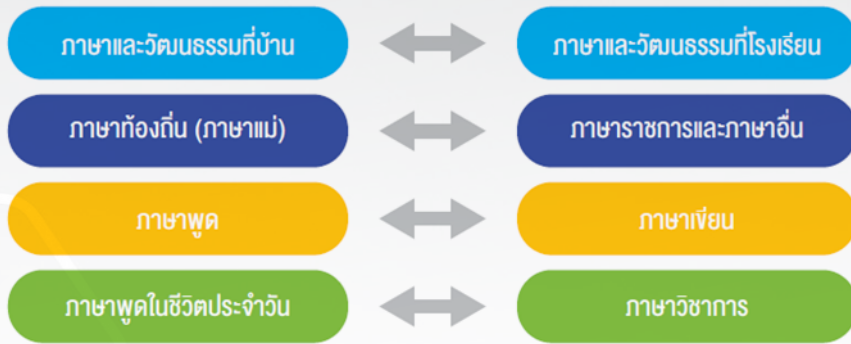 ภาษาและวัฒนธรรมที่บ้าน
ภาษาและวัฒนธรรมที่โรงเรียน
ภาษาท้องถิ่น (ภาษาแม่)
ภาษาราชการและภาษาอื่น
ภาษาพูด
ภาษาเขียน
ภาษาพูดในชีวิตประจำวัน
ภาษาวิชาการ